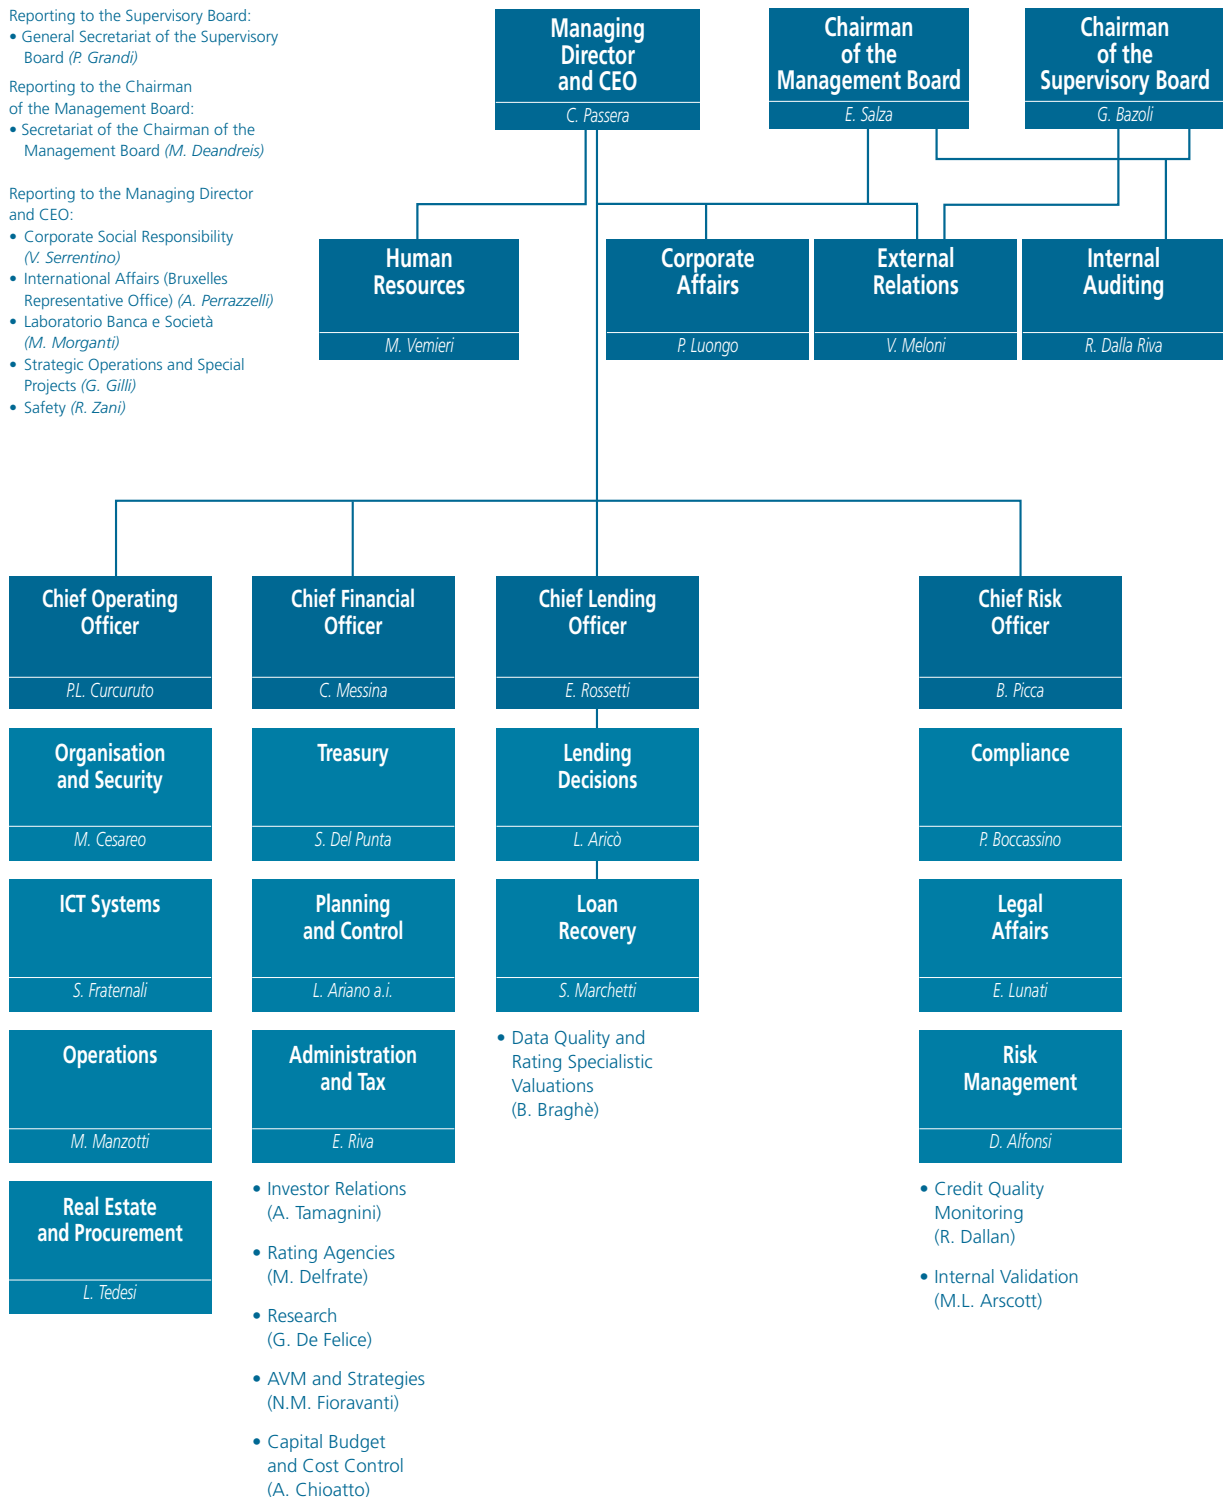 Reporting to the Supervisory Board:
• General Secretariat of the Supervisory
Board (P. Grandi)
Reporting to the Chairman
of the Management Board:
• Secretariat of the Chairman of the
Management Board (M. Deandreis)
Reporting to the Managing Director
and CEO:
• Corporate Social Responsibility
(V. Serrentino)
• International Affairs (Bruxelles
Representative Office) (A. Perrazzelli)
• Laboratorio Banca e Società
(M. Morganti)
• Strategic Operations and Special
Projects (G. Gilli)
• Safety (R. Zani)
Managing
Director
and CEO
C. Passera
Chairman
of the
Management Board
E. Salza
Chairman
of the
Supervisory Board
G. Bazoli
Human
Resources
M. Vemieri
Corporate
Affairs
P. Luongo
External
Relations
V. Meloni
Internal
Auditing
R. Dalla Riva
Chief Operating
Officer
P.L. Curcuruto
Organisation
and Security
M. Cesareo
ICT Systems
S. Fraternali
Operations
M. Manzotti
Real Estate
and Procurement
L. Tedesi
Chief Financial
Officer
C. Messina
Treasury
S. Del Punta
Planning
and Control
L. Ariano a.i.
Administration
and Tax
E. Riva
• Investor Relations
(A. Tamagnini)
• Rating Agencies
(M. Delfrate)
• Research
(G. De Felice)
• AVM and Strategies
(N.M. Fioravanti)
• Capital Budget
and Cost Control
(A. Chioatto)
Chief Lending
Officer
E. Rossetti
Lending
Decisions
L. Aricò
Loan
Recovery
S. Marchetti
• Data Quality and
Rating Specialistic
Valuations
(B. Braghè)
Chief Risk
Officer
B. Picca
Compliance
P. Boccassino
Legal
Affairs
E. Lunati
Risk
Management
D. Alfonsi
• Credit Quality
Monitoring
(R. Dallan)
• Internal Validation
(M.L. Arscott)